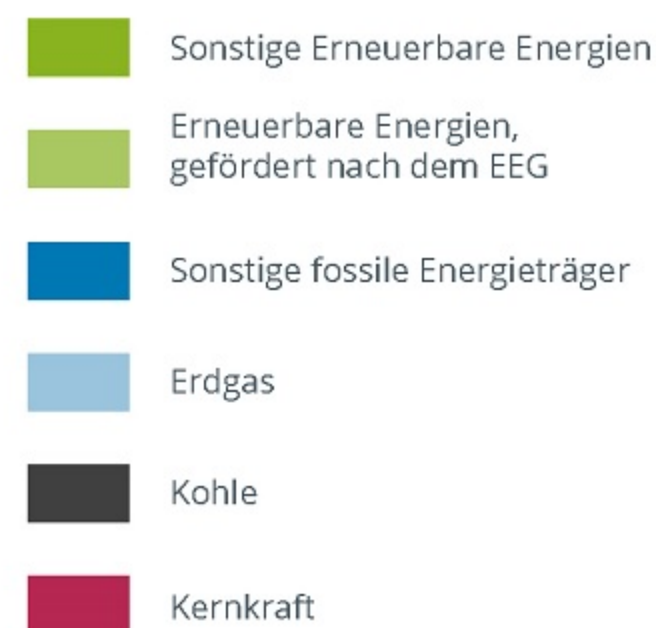 Sonstige Erneuerbare Energien
Erneuerbare Energien,
gefördert nach dem EEG
Sonstige fossile Energieträger
Erdgas
Kohle
Kernkraft